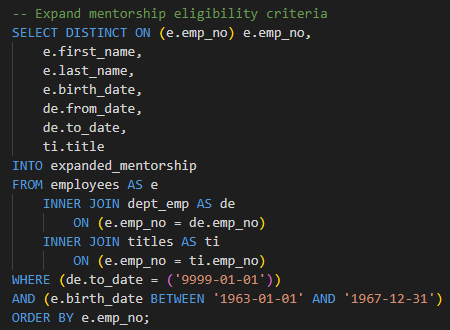 -- Expand mentorship eligibility criteria
SELECT DISTINCT ON (e.emp_no) e.emp_no,
    e.first_name,
    e.last_name,
    e.birth_date,
    de.from_date,
    de.to_date,
    ti.title
INTO expanded_mentorship
FROM employees AS e
    INNER JOIN dept_emp AS de
        ON (e.emp_no = de.emp_no)
    INNER JOIN titles AS ti
        ON (e.emp_no = ti.emp_no)
WHERE (de.to_date = ('9999-01-01'))
AND (e.birth_date BETWEEN '1963-01-01' AND '1967-12-31')
ORDER BY e.emp_no;